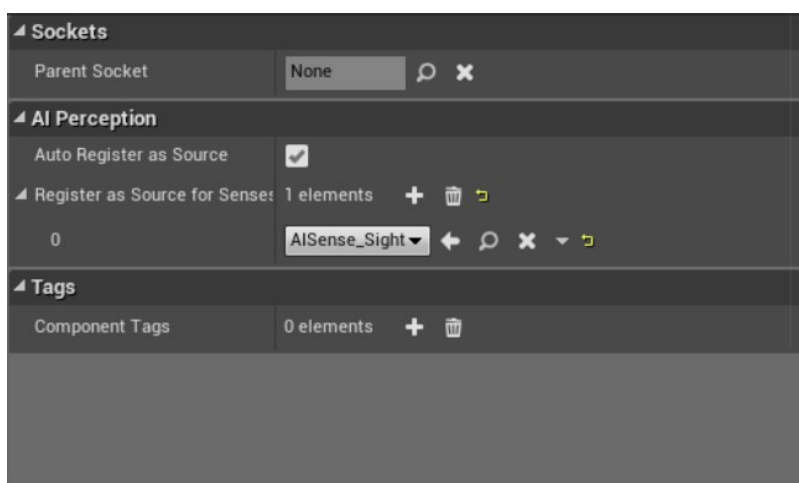 Sockets
Parent Socket None
AI Perception
Auto Register as Source
Register as Source for Senses 1 elements
0 AISense_Sight
Tags
Component Tags 0 elements